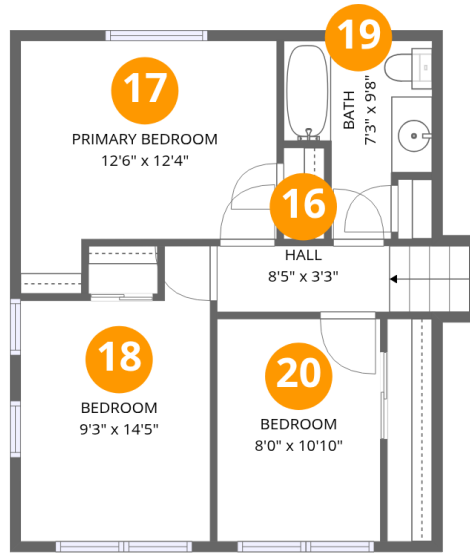 19
BATH
7'3" x 9'8"
17
PRIMARY BEDROOM
12'6" x 12'4"
16
HALL
8'5" x 3'3"
18
BEDROOM
9'3" x 14'5"
20
BEDROOM
8'0" x 10'10"